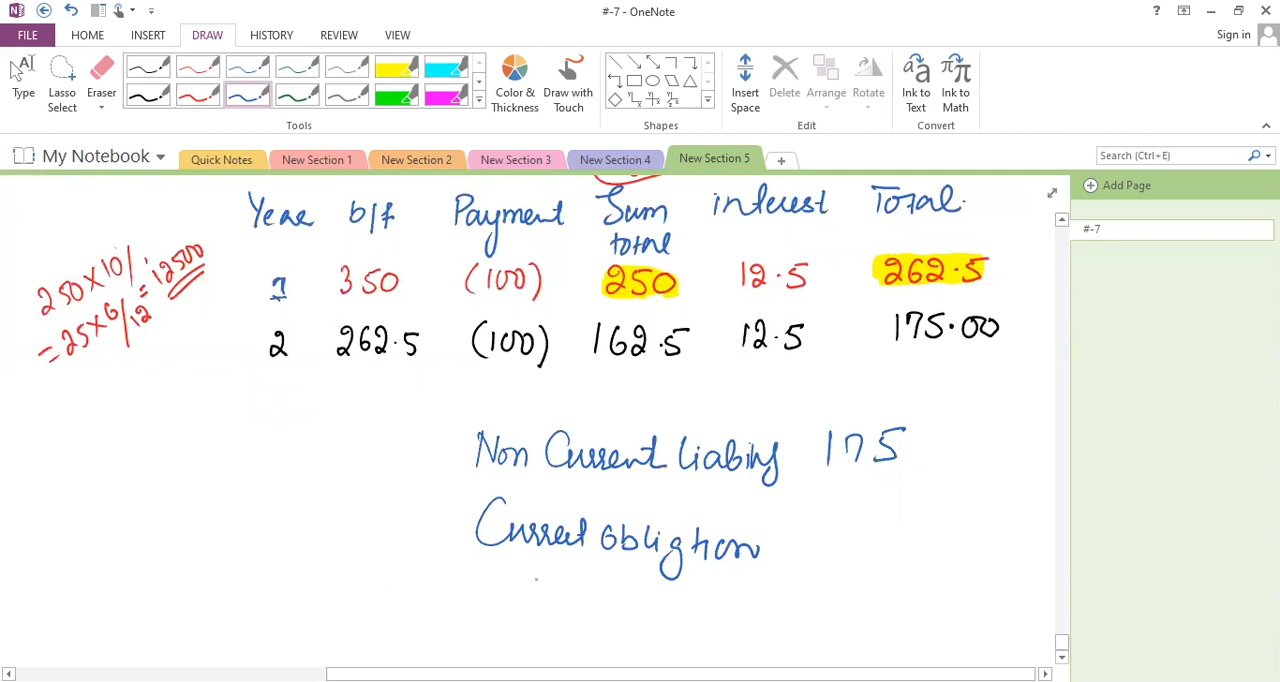 #-7 - OneNote
?
FILE HOME INSERT DRAW HISTORY REVIEW VIEW
Sign in
Type
Lasso Select
Eraser
Color & Thickness
Draw with Touch
Insert Space
Delete
Arrange
Rotate
Ink to Text
Ink to Math
Tools
Shapes
Edit
Convert
My Notebook
Quick Notes
New Section 1
New Section 2
New Section 3
New Section 4
New Section 5
Search (Ctrl+E)
Add Page
#-7
Year b/f Payment Sum total interest Total
1 350 (100) 250 12.5 262.5
2 262.5 (100) 162.5 12.5 175.00
250 x 10/.
= 25 x 6/12 = 12500
Non Current liability 175
Current obligtion